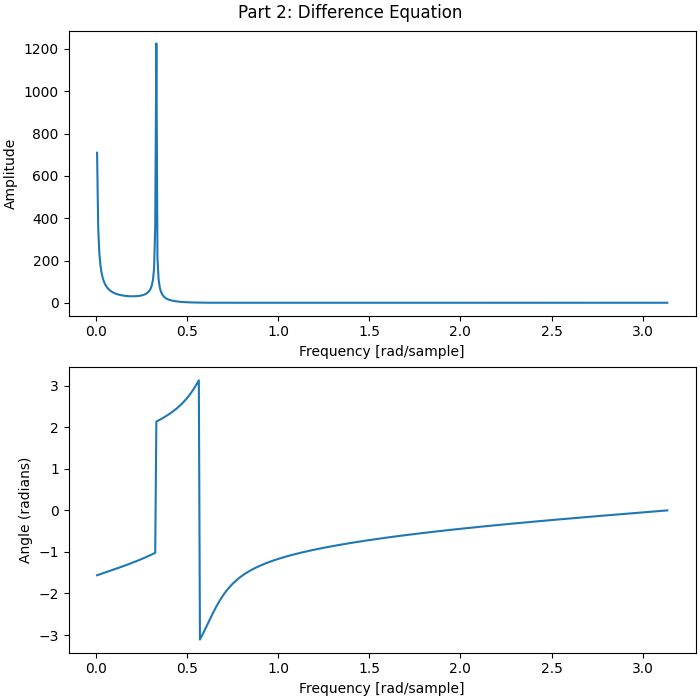 Part 2: Difference Equation
1200
1000
800
600
400
200
0
Amplitude
0.0 0.5 1.0 1.5 2.0 2.5 3.0
Frequency [rad/sample]
3
2
1
0
−1
−2
−3
Angle (radians)
0.0 0.5 1.0 1.5 2.0 2.5 3.0
Frequency [rad/sample]